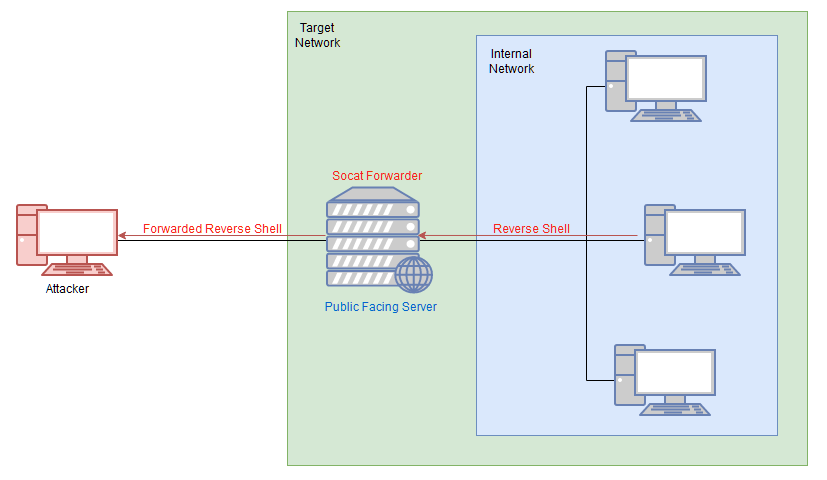 Target
Network
Internal
Network
Socat Forwarder
Forwarded Reverse Shell
Reverse Shell
Attacker
Public Facing Server